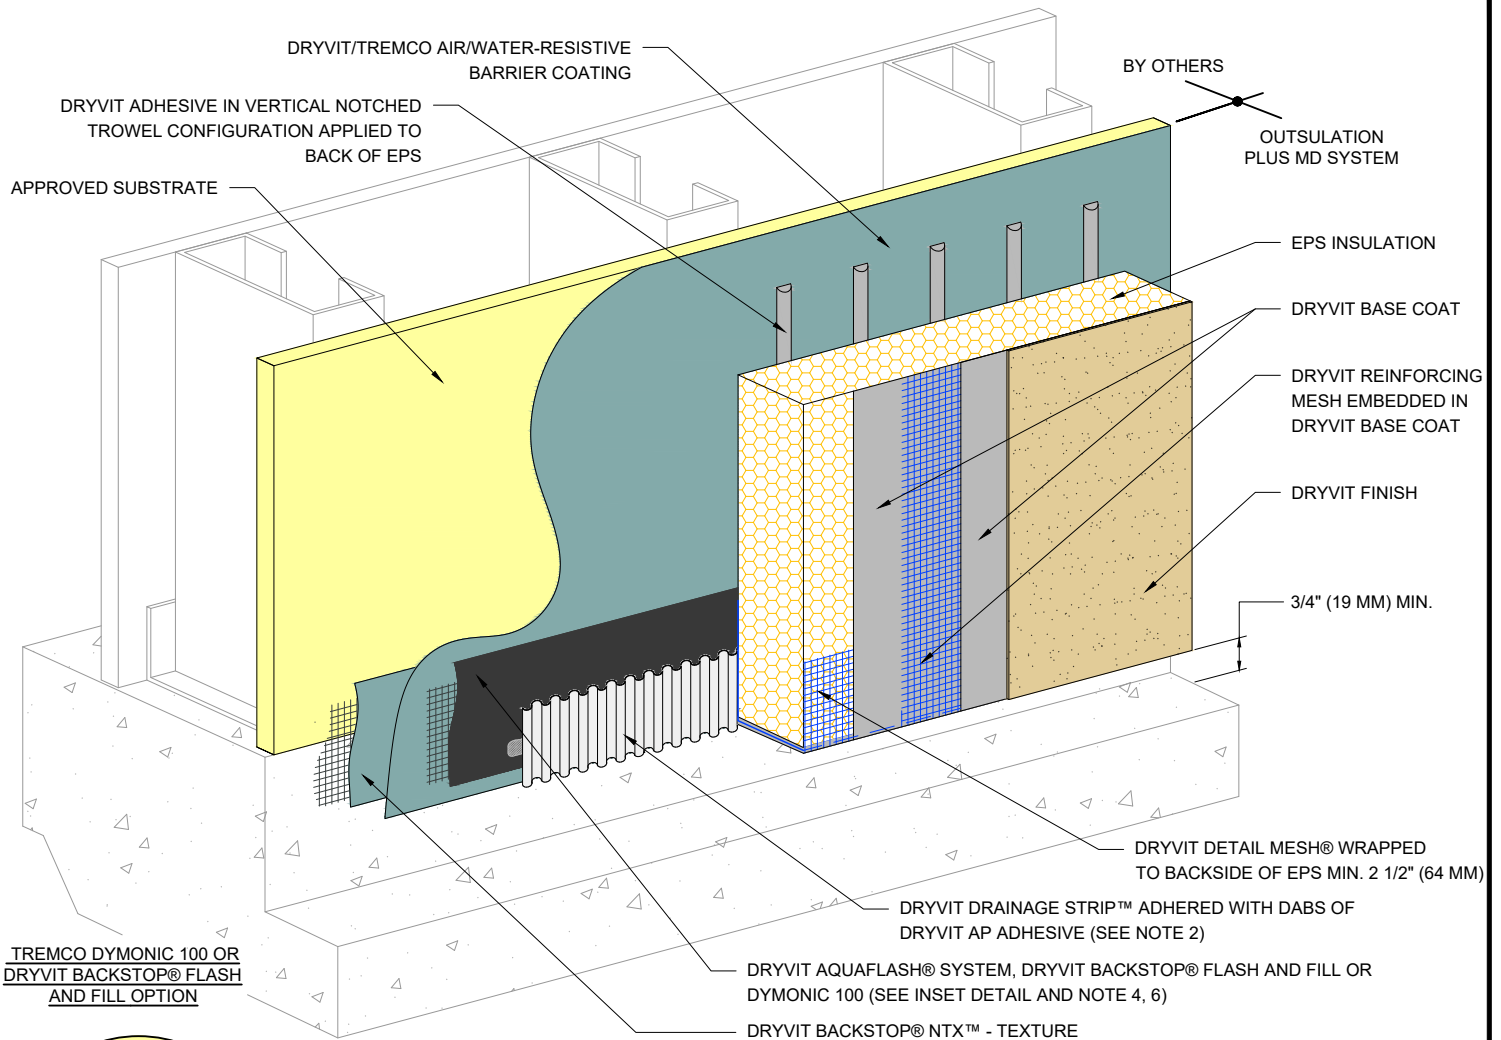 DRYVIT/TREMCO AIR/WATER-RESISTIVE
BARRIER COATING
BY OTHERS
DRYVIT ADHESIVE IN VERTICAL NOTCHED
TROWEL CONFIGURATION APPLIED TO
BACK OF EPS
OUTSULATION
PLUS MD SYSTEM
APPROVED SUBSTRATE
EPS INSULATION
DRYVIT BASE COAT
DRYVIT REINFORCING
MESH EMBEDDED IN
DRYVIT BASE COAT
DRYVIT FINISH
3/4" (19 MM) MIN.
DRYVIT DETAIL MESH® WRAPPED
TO BACKSIDE OF EPS MIN. 2 1/2" (64 MM)
DRYVIT DRAINAGE STRIP™ ADHERED WITH DABS OF
DRYVIT AP ADHESIVE (SEE NOTE 2)
TREMCO DYMONIC 100 OR
DRYVIT BACKSTOP® FLASH
AND FILL OPTION
DRYVIT AQUAFLASH® SYSTEM, DRYVIT BACKSTOP® FLASH AND FILL OR
DYMONIC 100 (SEE INSET DETAIL AND NOTE 4, 6)
DRYVIT BACKSTOP® NTX™ - TEXTURE